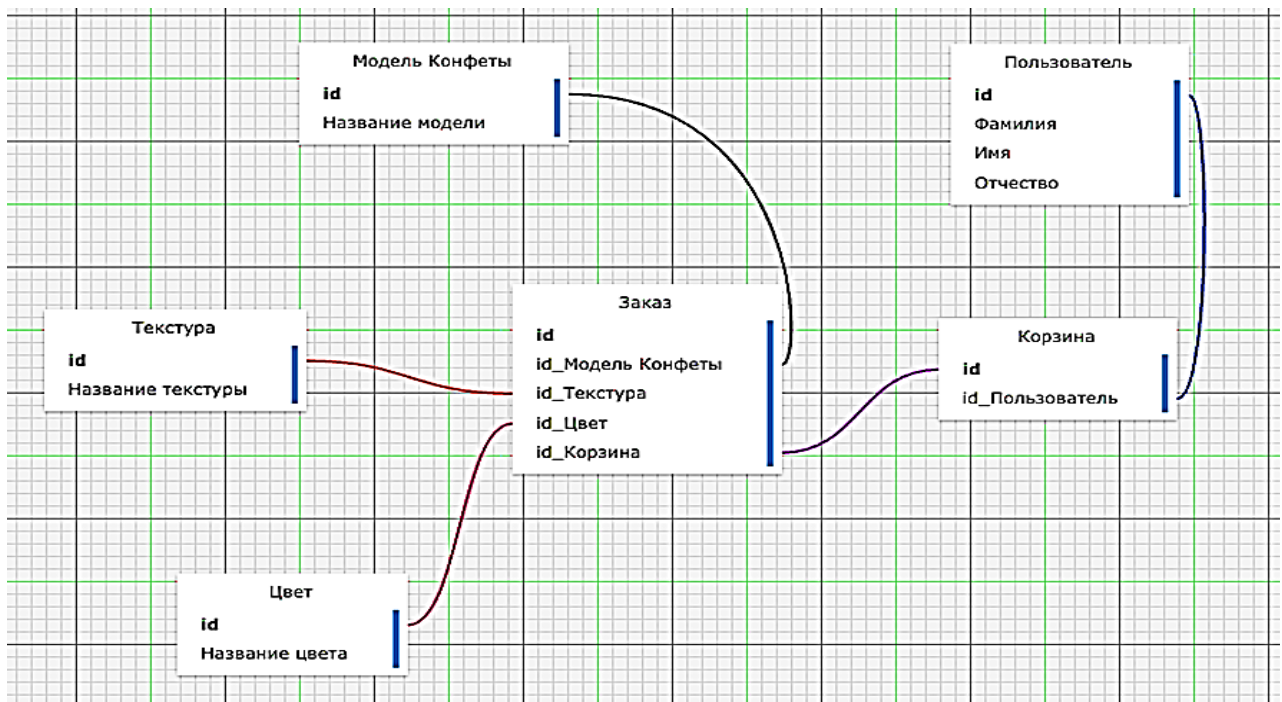 Модель Конфеты
id
Название модели
Пользователь
id
Фамилия
Имя
Отчество
Текстура
id
Название текстуры
Заказ
id
id_Модель Конфеты
id_Текстура
id_Цвет
id_Корзина
Корзина
id
id_Пользователь
Цвет
id
Название цвета